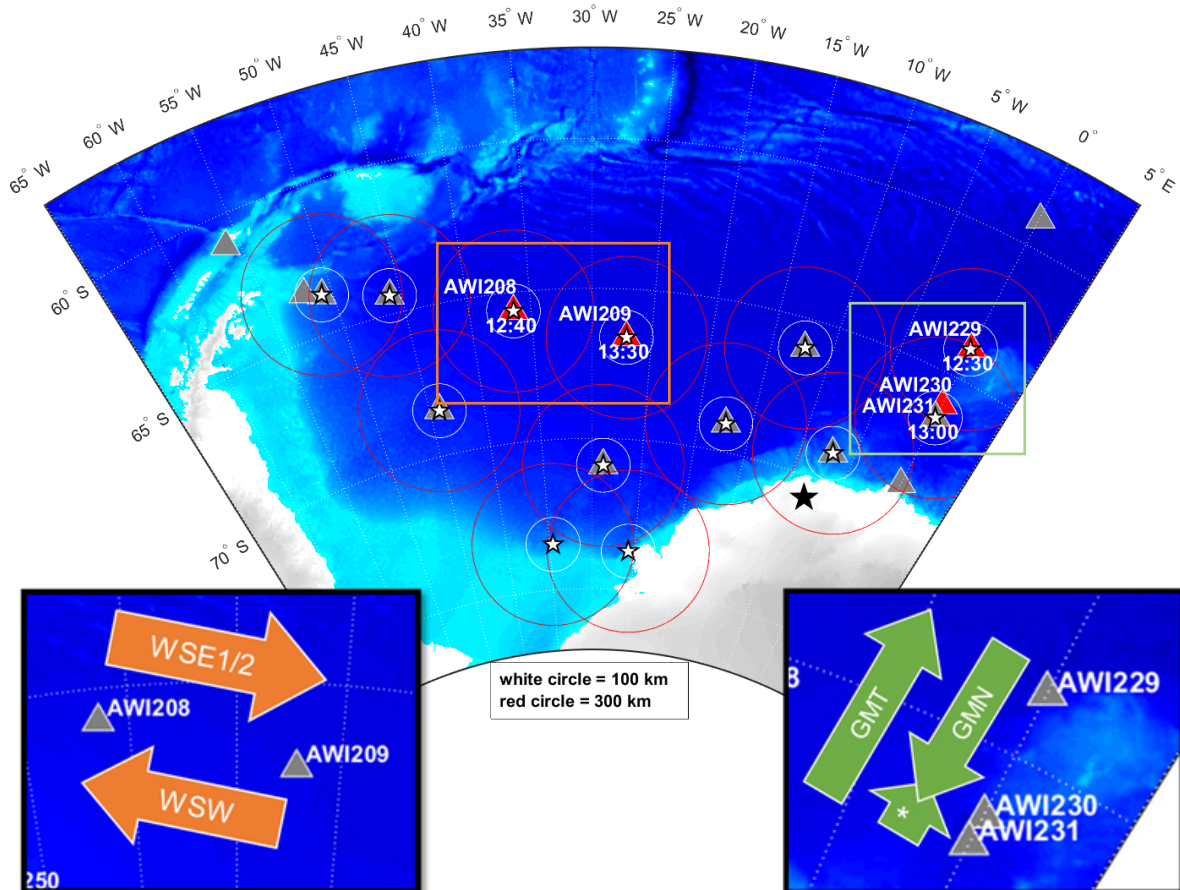 65° W
60° W
55° W
50° W
45° W
40° W
35° W
30° W
25° W
20° W
15° W
10° W
5° W
0°
5° E
60° S
65° S
70° S
AWI208
12:40
AWI209
13:30
AWI229
12:30
AWI230
AWI231
13:00
white circle = 100 km
red circle = 300 km
WSE1/2
AWI208
AWI209
WSW
250
8
GMT
GMN
*
AWI229
AWI230
AWI231